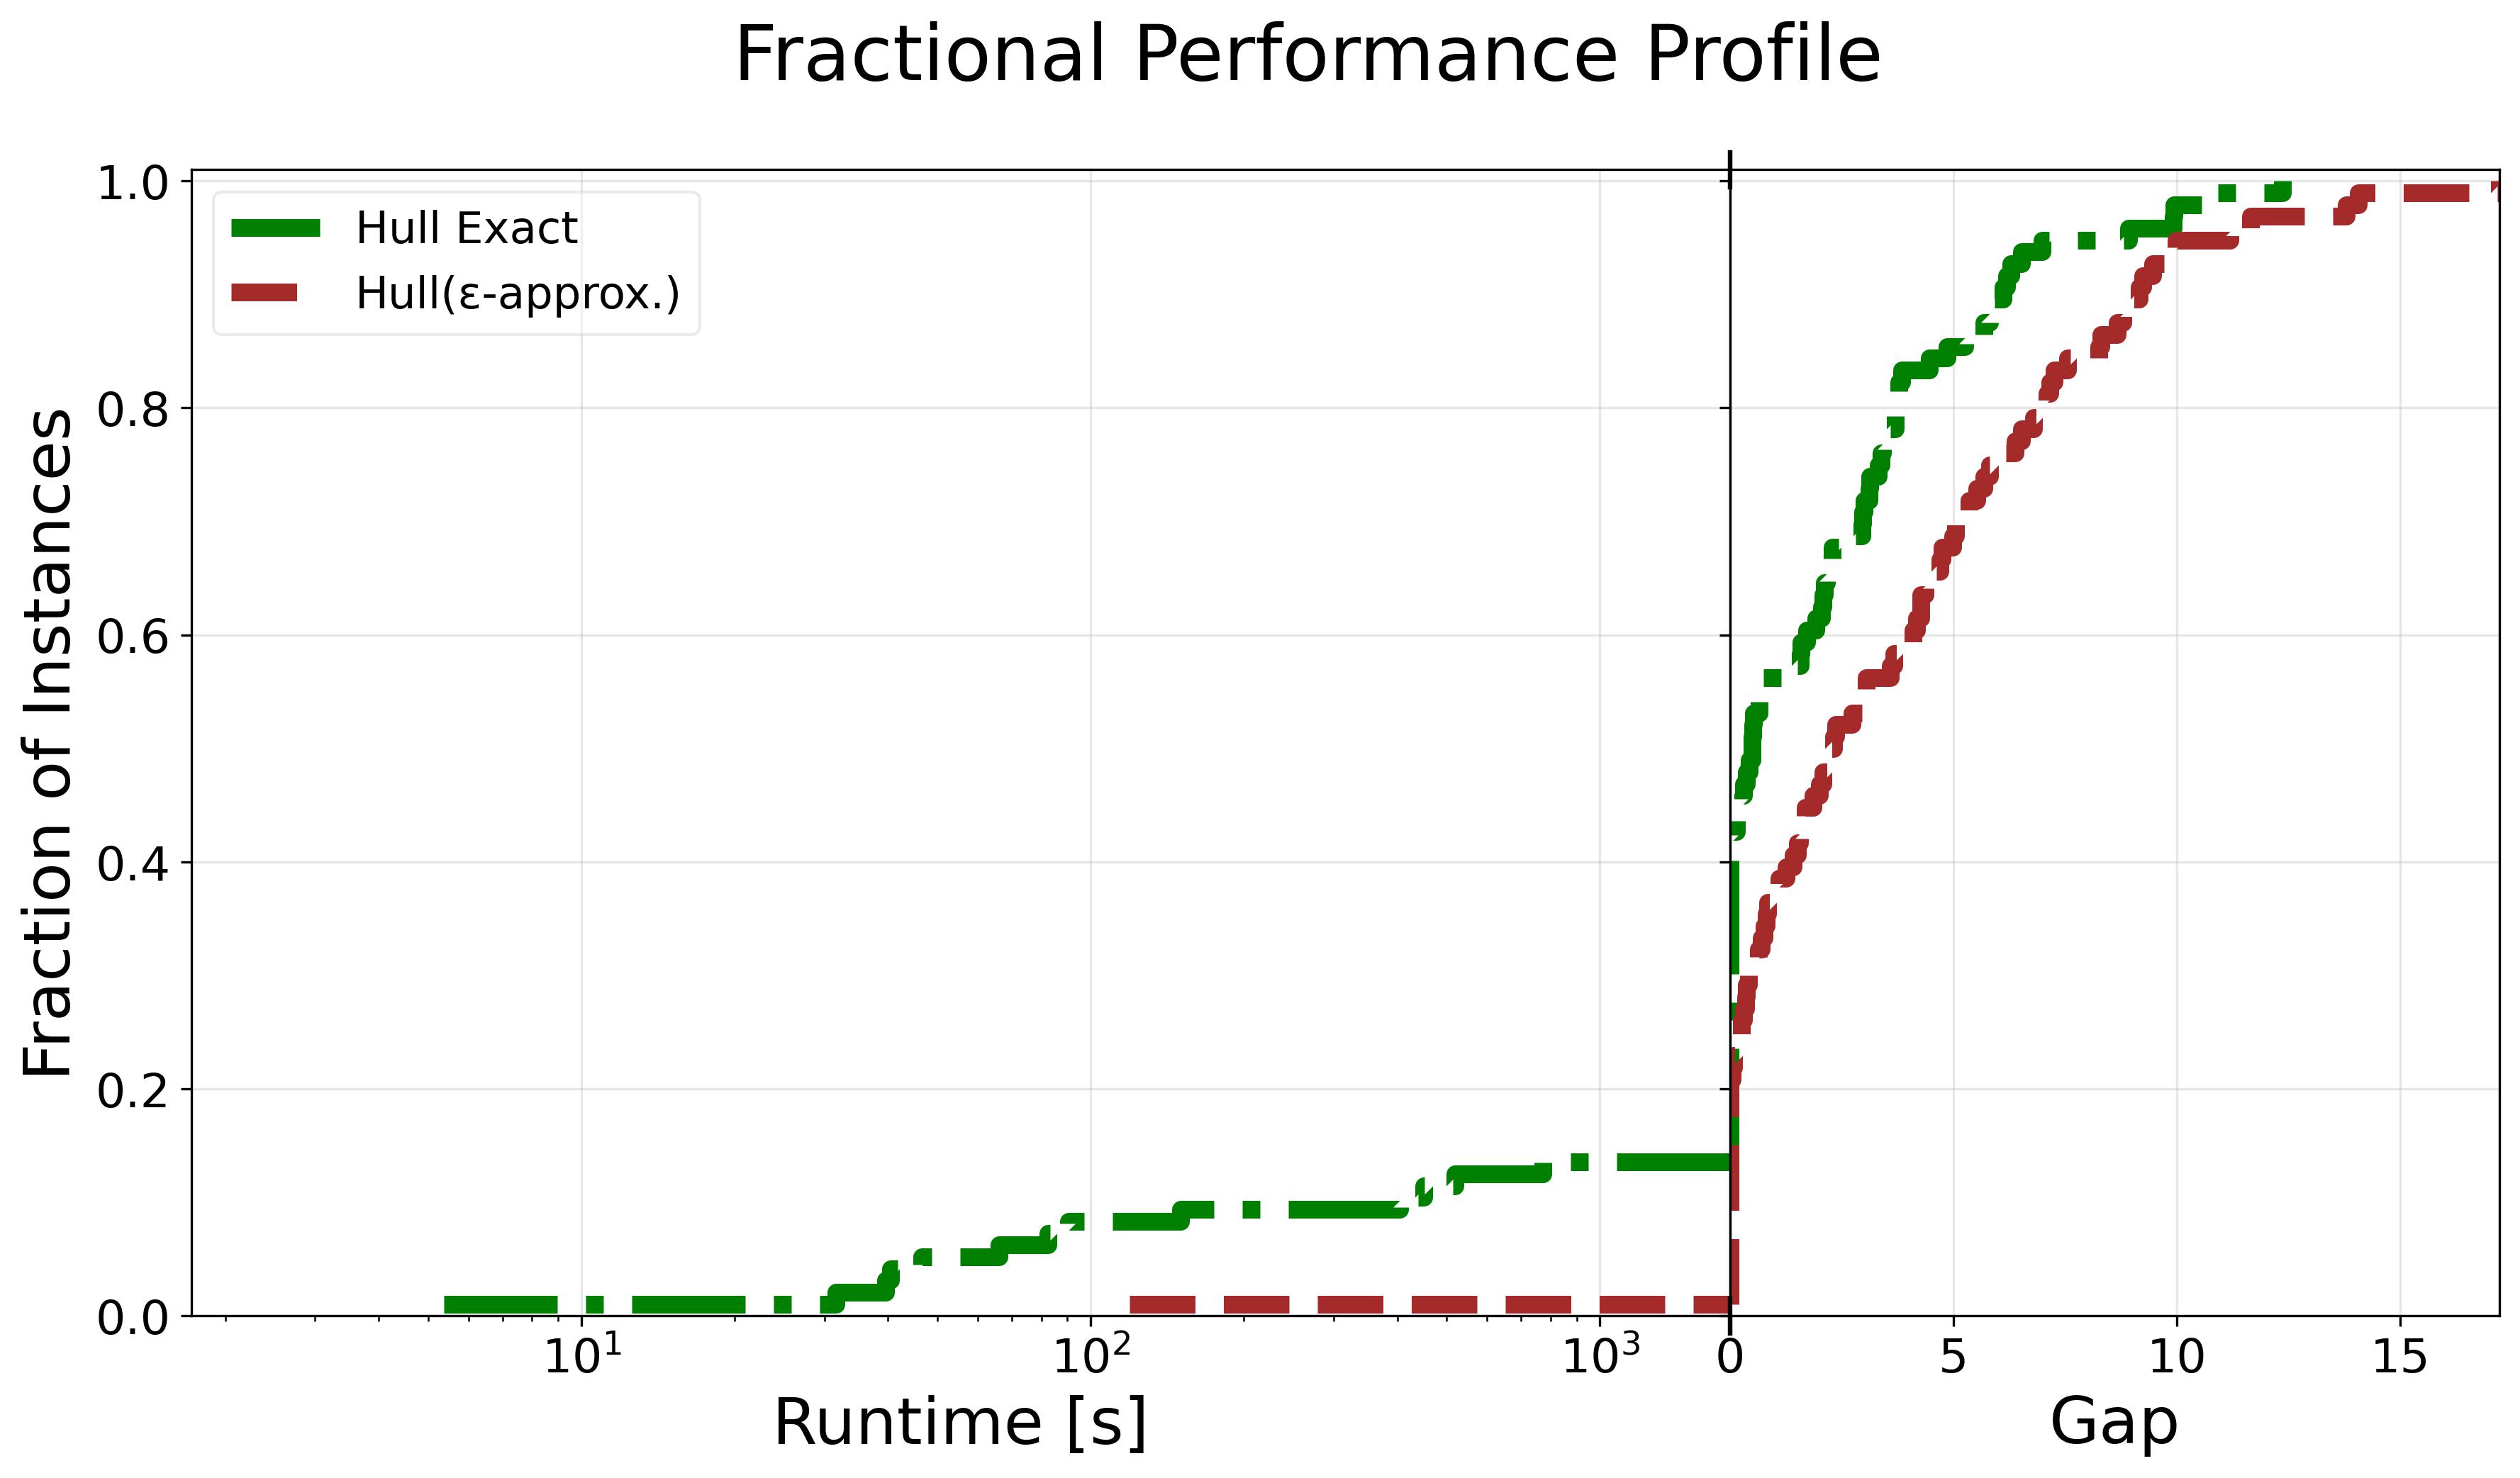 Fractional Performance Profile
Hull Exact
Hull(ε-approx.)
Fraction of Instances
1.0
0.8
0.6
0.4
0.2
0.0
10¹
10²
10³
0
5
10
15
Runtime [s]
Gap